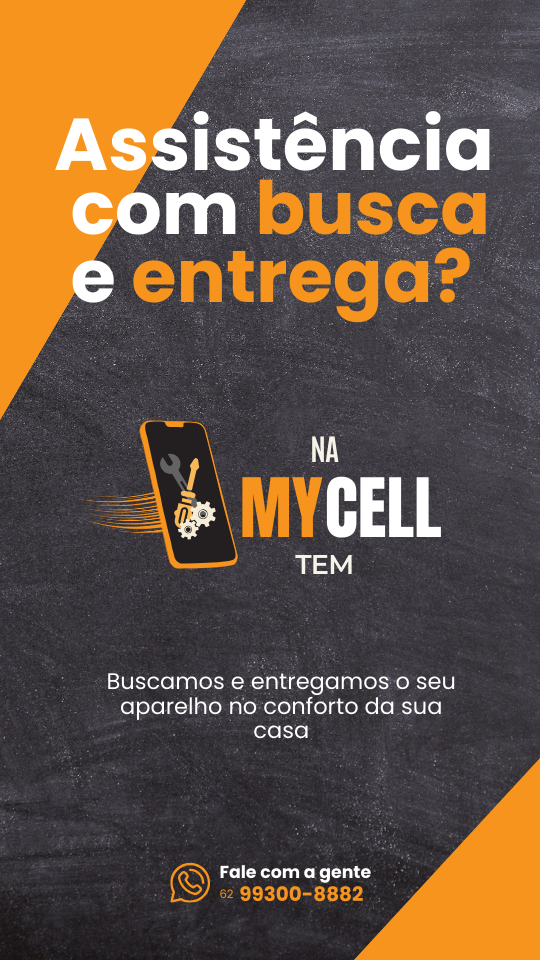 Assistência
com busca
e entrega?
NA
MYCELL
TEM
Buscamos e entregamos o seu
aparelho no conforto da sua
casa
Fale com a gente
62 99300-8882